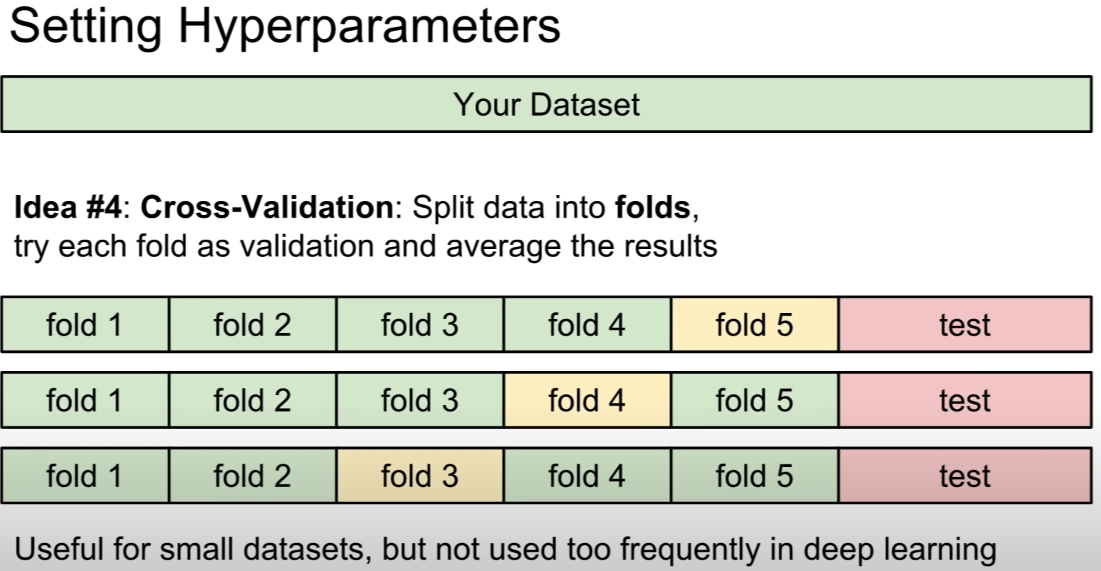 Setting Hyperparameters
Your Dataset
Idea #4: Cross-Validation: Split data into folds,
try each fold as validation and average the results
fold 1 fold 2 fold 3 fold 4 fold 5 test
fold 1 fold 2 fold 3 fold 4 fold 5 test
fold 1 fold 2 fold 3 fold 4 fold 5 test
Useful for small datasets, but not used too frequently in deep learning